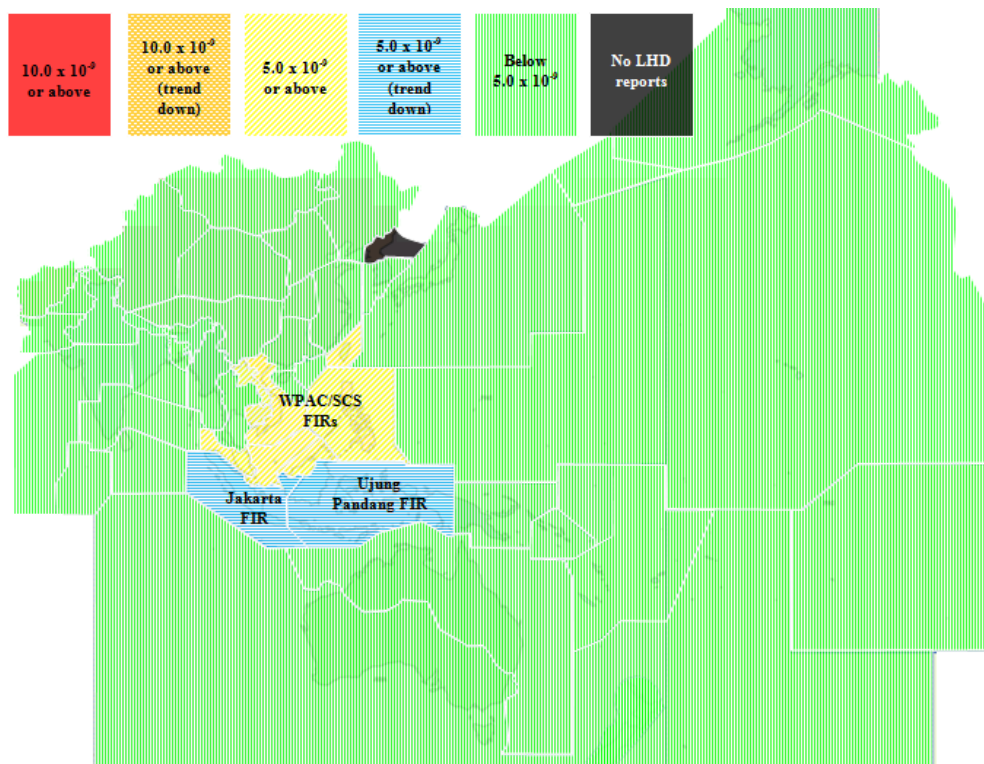 10.0 x 10⁻⁹
or above
10.0 x 10⁻⁹
or above
(trend
down)
5.0 x 10⁻⁹
or above
5.0 x 10⁻⁹
or above
(trend
down)
Below
5.0 x 10⁻⁹
No LHD
reports
WPAC/SCS
FIRs
Jakarta
FIR
Ujung
Pandang FIR